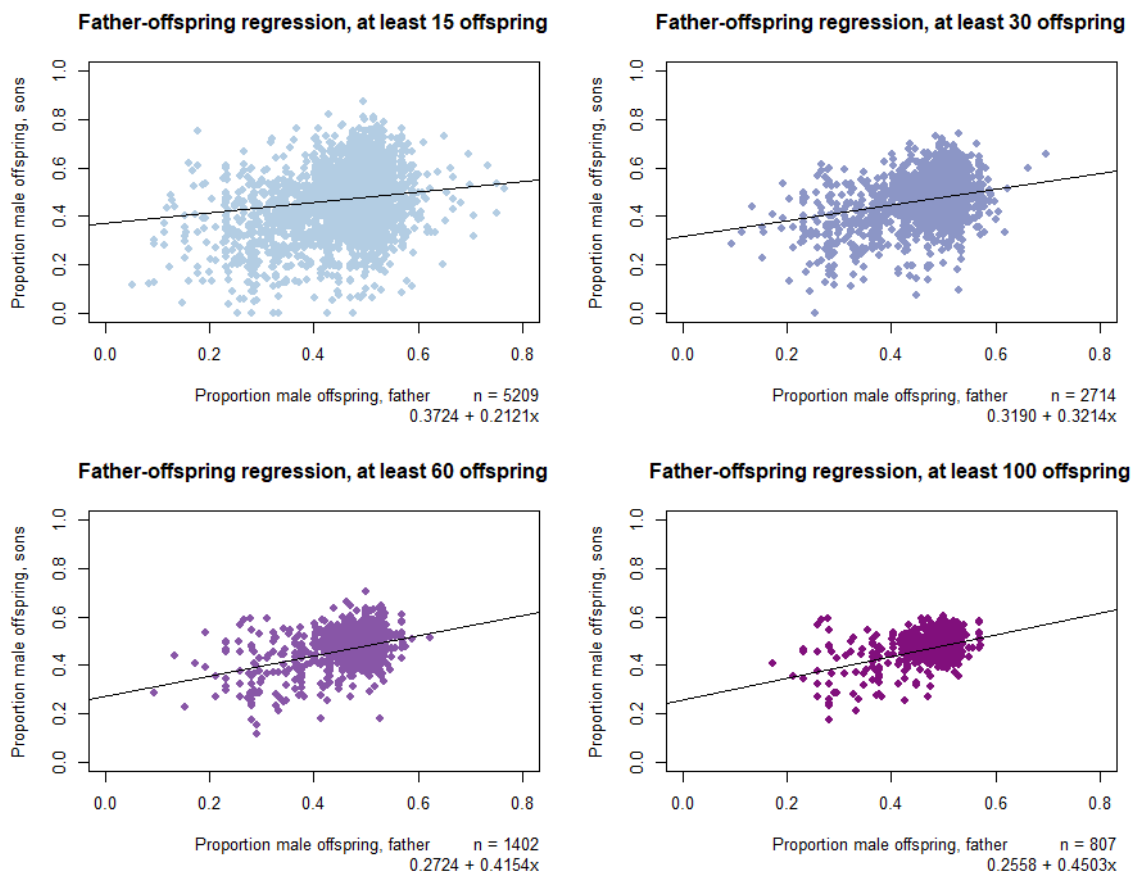 Father-offspring regression, at least 15 offspring
Proportion male offspring, sons
1.0
0.8
0.6
0.4
0.2
0.0
0.0 0.2 0.4 0.6 0.8
Proportion male offspring, father n = 5209
0.3724 + 0.2121x
Father-offspring regression, at least 30 offspring
Proportion male offspring, sons
1.0
0.8
0.6
0.4
0.2
0.0
0.0 0.2 0.4 0.6 0.8
Proportion male offspring, father n = 2714
0.3190 + 0.3214x
Father-offspring regression, at least 60 offspring
Proportion male offspring, sons
1.0
0.8
0.6
0.4
0.2
0.0
0.0 0.2 0.4 0.6 0.8
Proportion male offspring, father n = 1402
0.2724 + 0.4154x
Father-offspring regression, at least 100 offspring
Proportion male offspring, sons
1.0
0.8
0.6
0.4
0.2
0.0
0.0 0.2 0.4 0.6 0.8
Proportion male offspring, father n = 807
0.2558 + 0.4503x